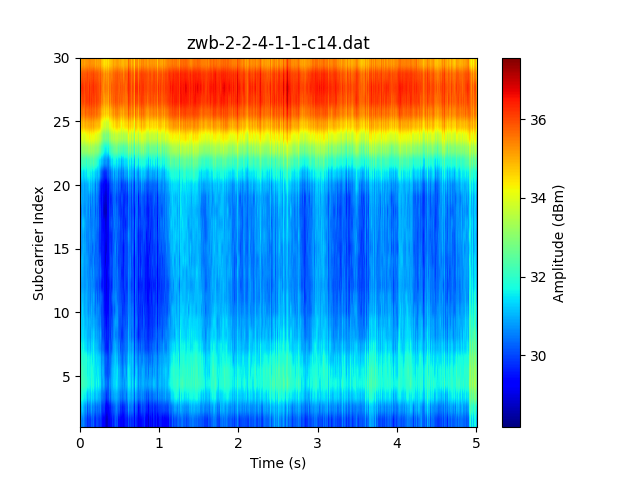 zwb-2-2-4-1-1-c14.dat
30
25
20
15
10
5
Subcarrier Index
0 1 2 3 4 5
Time (s)
36
34
32
30
Amplitude (dBm)